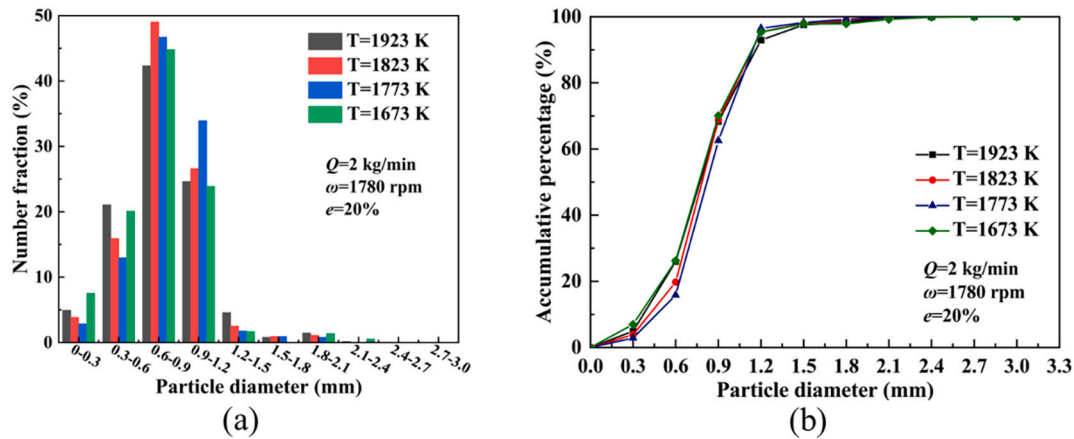 50
40
30
20
10
0
Number fraction (%)
T=1923 K
T=1823 K
T=1773 K
T=1673 K
Q=2 kg/min
ω=1780 rpm
e=20%
0–0.3
0.3–0.6
0.6–0.9
0.9–1.2
1.2–1.5
1.5–1.8
1.8–2.1
2.1–2.4
2.4–2.7
2.7–3.0
Particle diameter (mm)
(a)
100
80
60
40
20
0
Accumulative percentage (%)
T=1923 K
T=1823 K
T=1773 K
T=1673 K
Q=2 kg/min
ω=1780 rpm
e=20%
0.0 0.3 0.6 0.9 1.2 1.5 1.8 2.1 2.4 2.7 3.0 3.3
Particle diameter (mm)
(b)